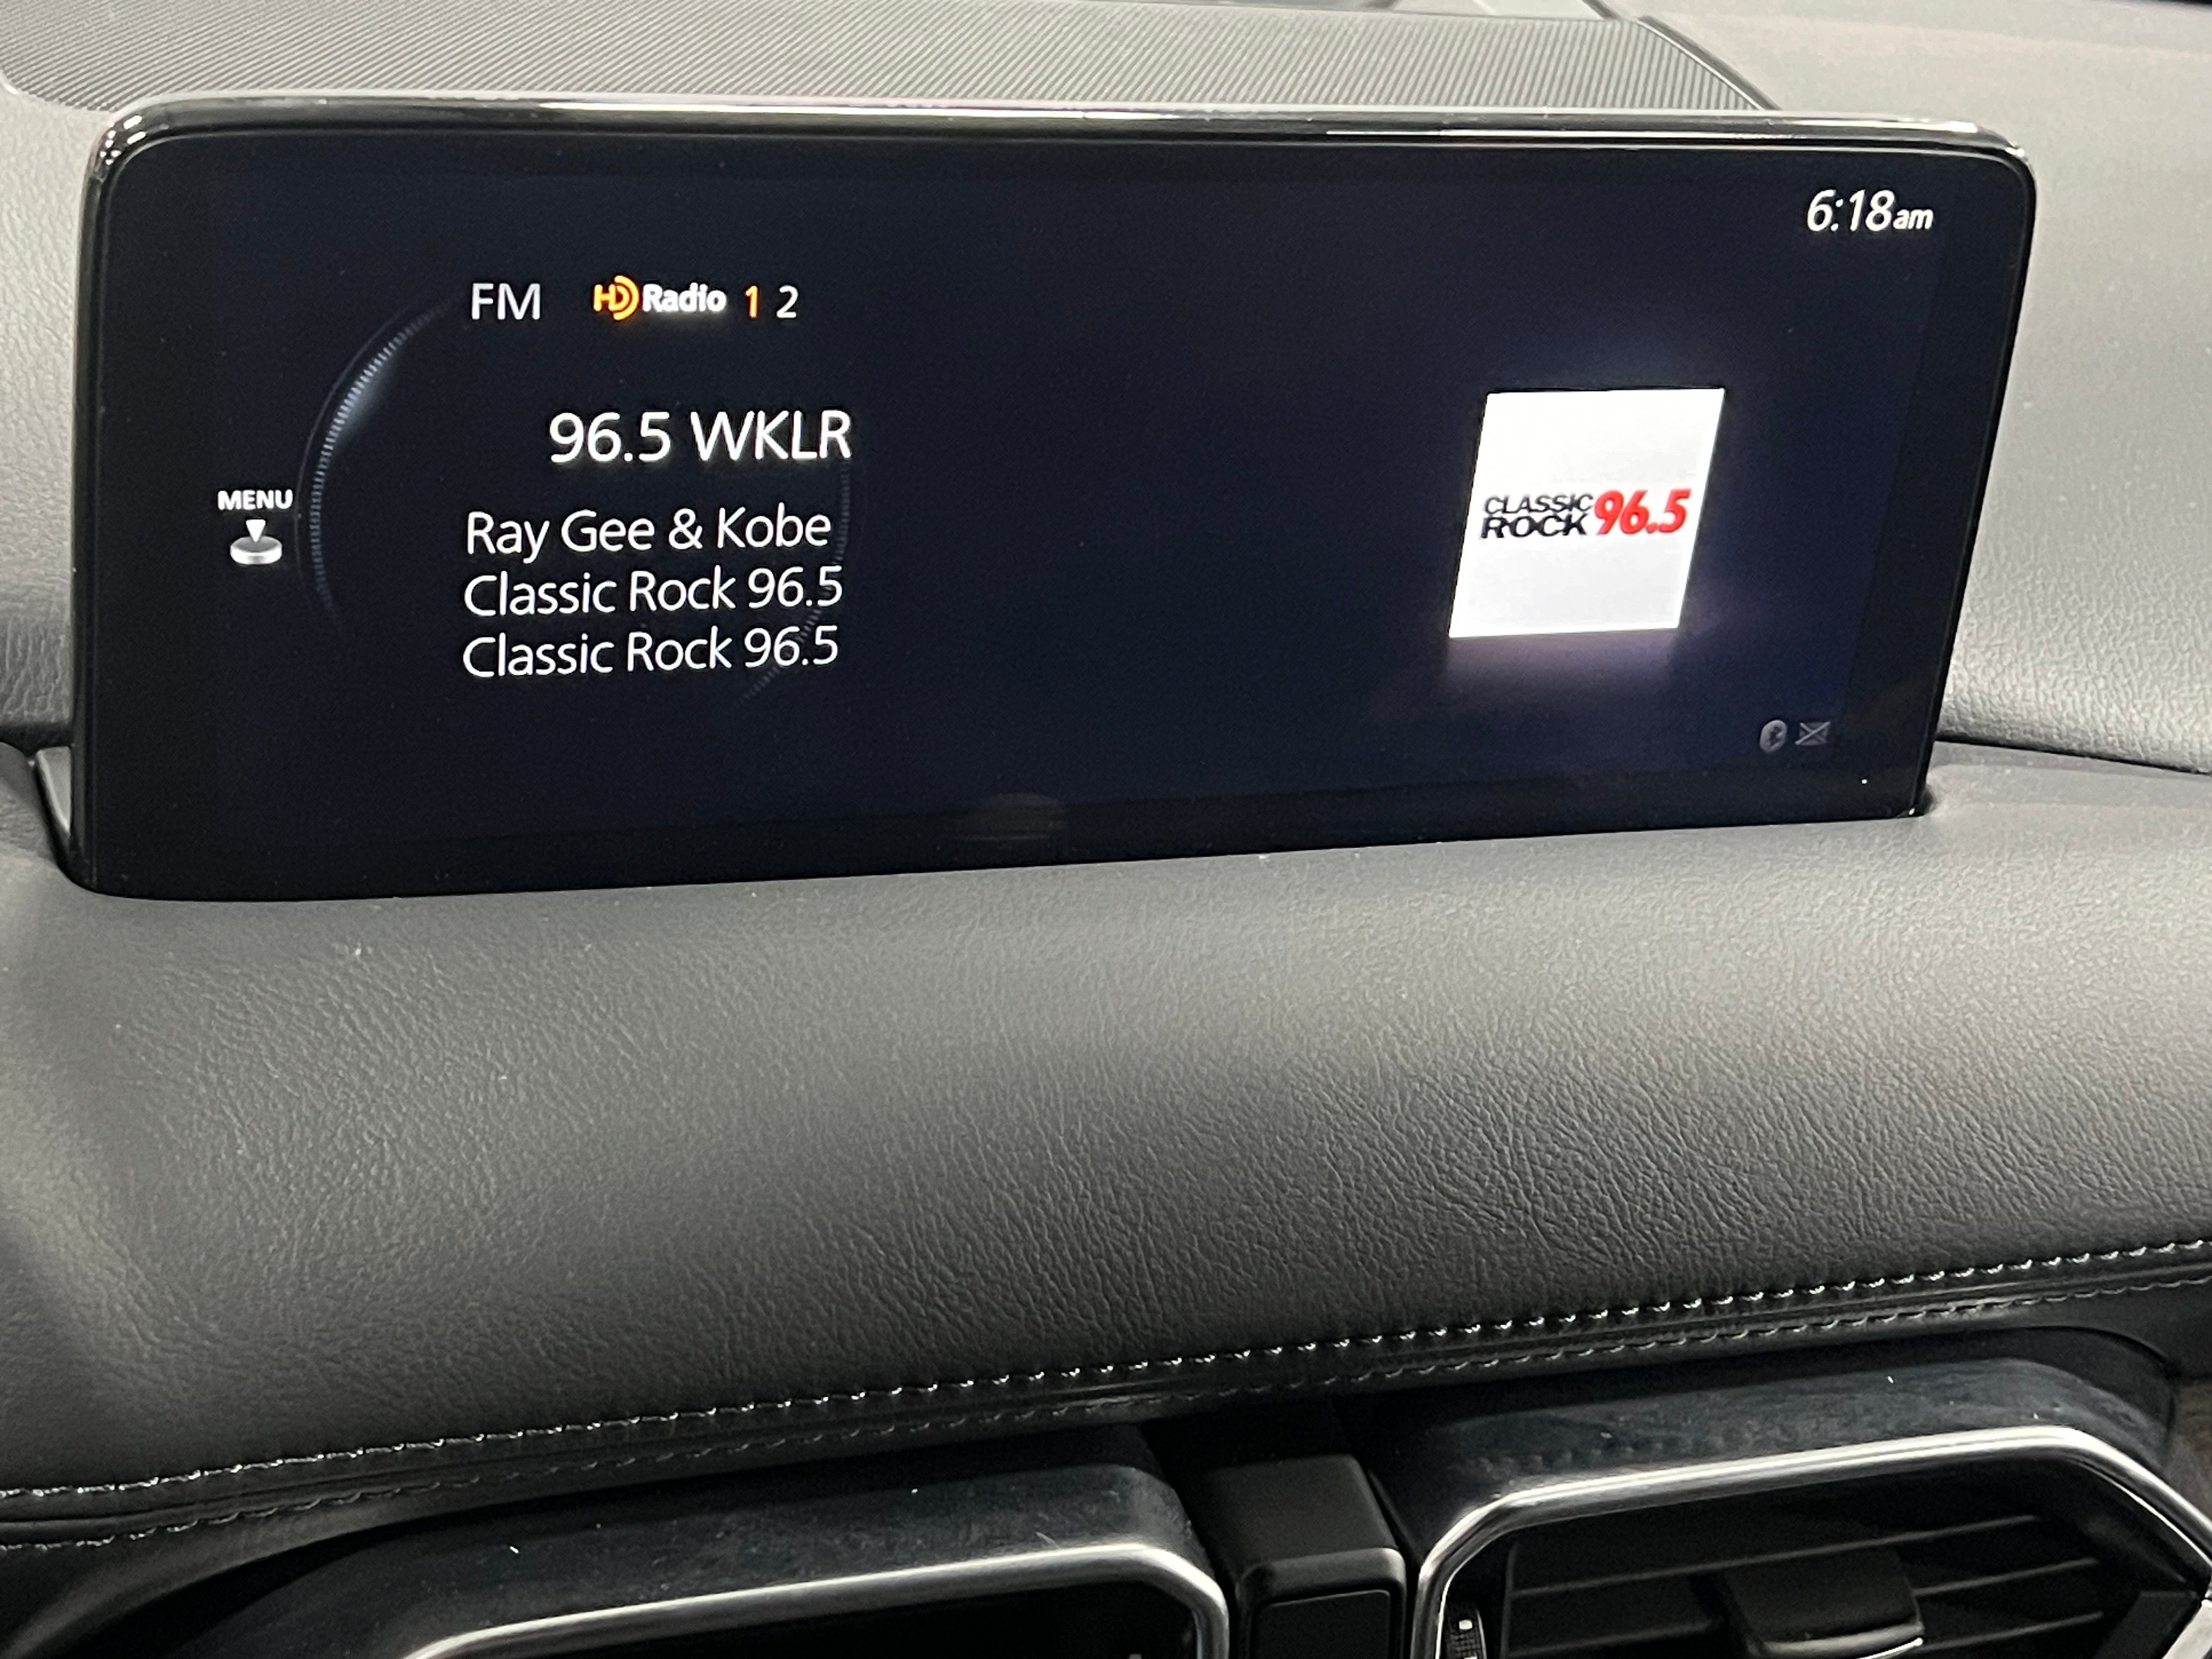 6:18am
FM HD Radio 1 2
96.5 WKLR
MENU
Ray Gee & Kobe
Classic Rock 96.5
Classic Rock 96.5
CLASSIC
ROCK 96.5